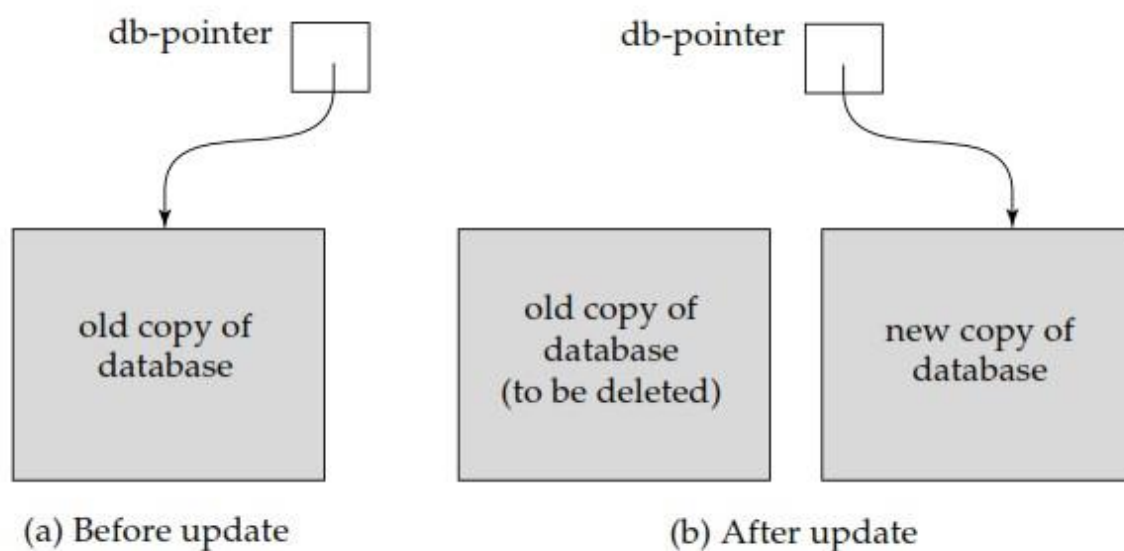 db-pointer
db-pointer
old copy of
database
old copy of
database
(to be deleted)
new copy of
database
(a) Before update
(b) After update